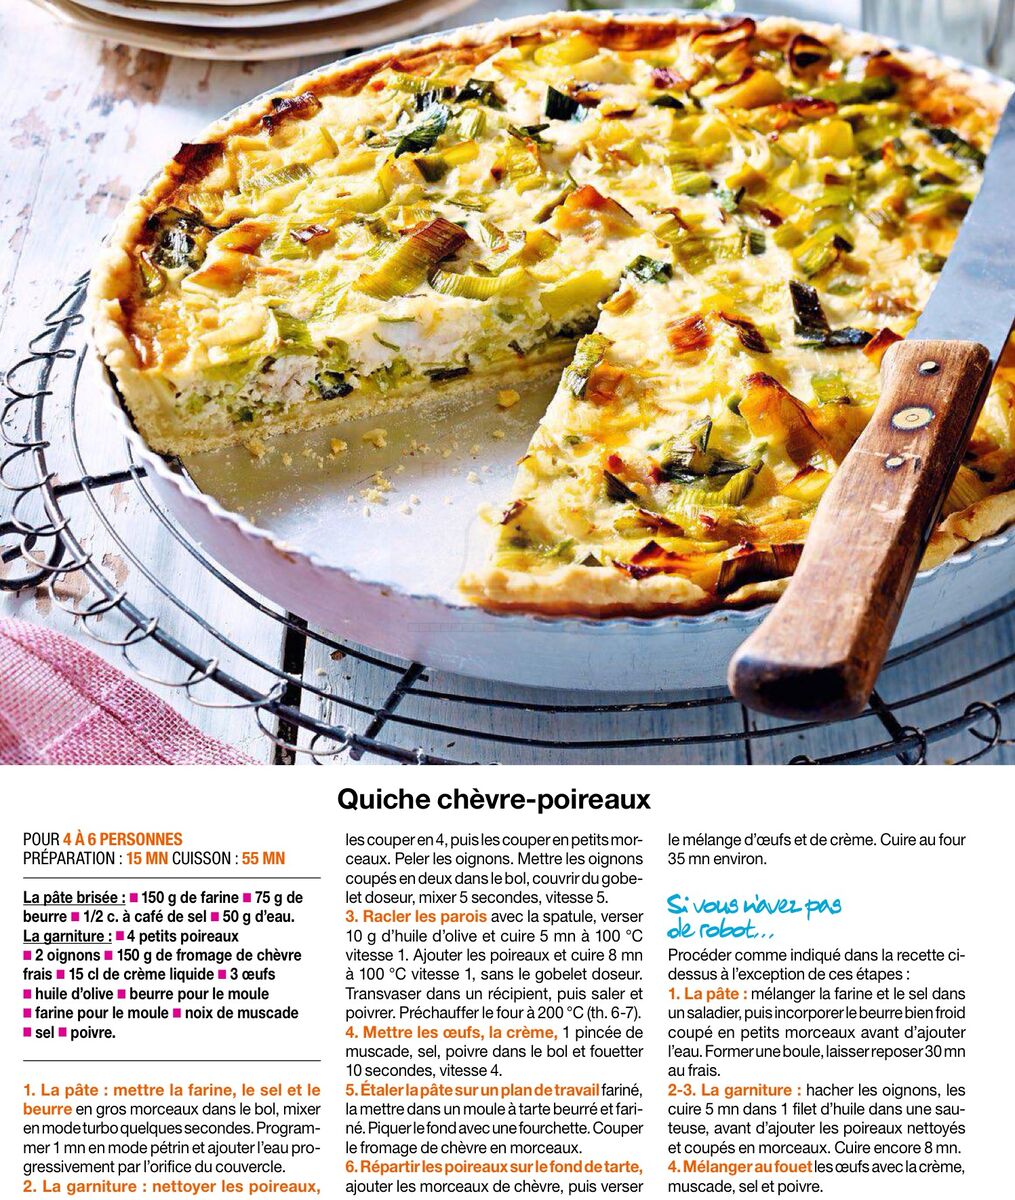 Quiche chèvre-poireaux
POUR 4 À 6 PERSONNES
PRÉPARATION : 15 MN CUISSON : 55 MN
La pâte brisée : ■ 150 g de farine ■ 75 g de
beurre ■ 1/2 c. à café de sel ■ 50 g d’eau.
La garniture : ■ 4 petits poireaux
■ 2 oignons ■ 150 g de fromage de chèvre
frais ■ 15 cl de crème liquide ■ 3 œufs
■ huile d’olive ■ beurre pour le moule
■ farine pour le moule ■ noix de muscade
■ sel ■ poivre.
1. La pâte : mettre la farine, le sel et le
beurre en gros morceaux dans le bol, mixer
en mode turbo quelques secondes. Program-
mer 1 mn en mode pétrin et ajouter l’eau pro-
gressivement par l’orifice du couvercle.
2. La garniture : nettoyer les poireaux,
les couper en 4, puis les couper en petits mor-
ceaux. Peler les oignons. Mettre les oignons
coupés en deux dans le bol, couvrir du gobe-
let doseur, mixer 5 secondes, vitesse 5.
3. Racler les parois avec la spatule, verser
10 g d’huile d’olive et cuire 5 mn à 100 °C
vitesse 1. Ajouter les poireaux et cuire 8 mn
à 100 °C vitesse 1, sans le gobelet doseur.
Transvaser dans un récipient, puis saler et
poivrer. Préchauffer le four à 200 °C (th. 6-7).
4. Mettre les œufs, la crème, 1 pincée de
muscade, sel, poivre dans le bol et fouetter
10 secondes, vitesse 4.
5. Étaler la pâte sur un plan de travail fariné,
la mettre dans un moule à tarte beurré et fari-
né. Piquer le fond avec une fourchette. Couper
le fromage de chèvre en morceaux.
6. Répartir les poireaux sur le fond de tarte,
ajouter les morceaux de chèvre, puis verser
le mélange d’œufs et de crème. Cuire au four
35 mn environ.
Si vous n’avez pas
de robot...
Procéder comme indiqué dans la recette ci-
dessus à l’exception de ces étapes :
1. La pâte : mélanger la farine et le sel dans
un saladier, puis incorporer le beurre bien froid
coupé en petits morceaux avant d’ajouter
l’eau. Former une boule, laisser reposer 30 mn
au frais.
2-3. La garniture : hacher les oignons, les
cuire 5 mn dans 1 filet d’huile dans une sau-
teuse, avant d’ajouter les poireaux nettoyés
et coupés en morceaux. Cuire encore 8 mn.
4. Mélanger au fouet les œufs avec la crème,
muscade, sel et poivre.